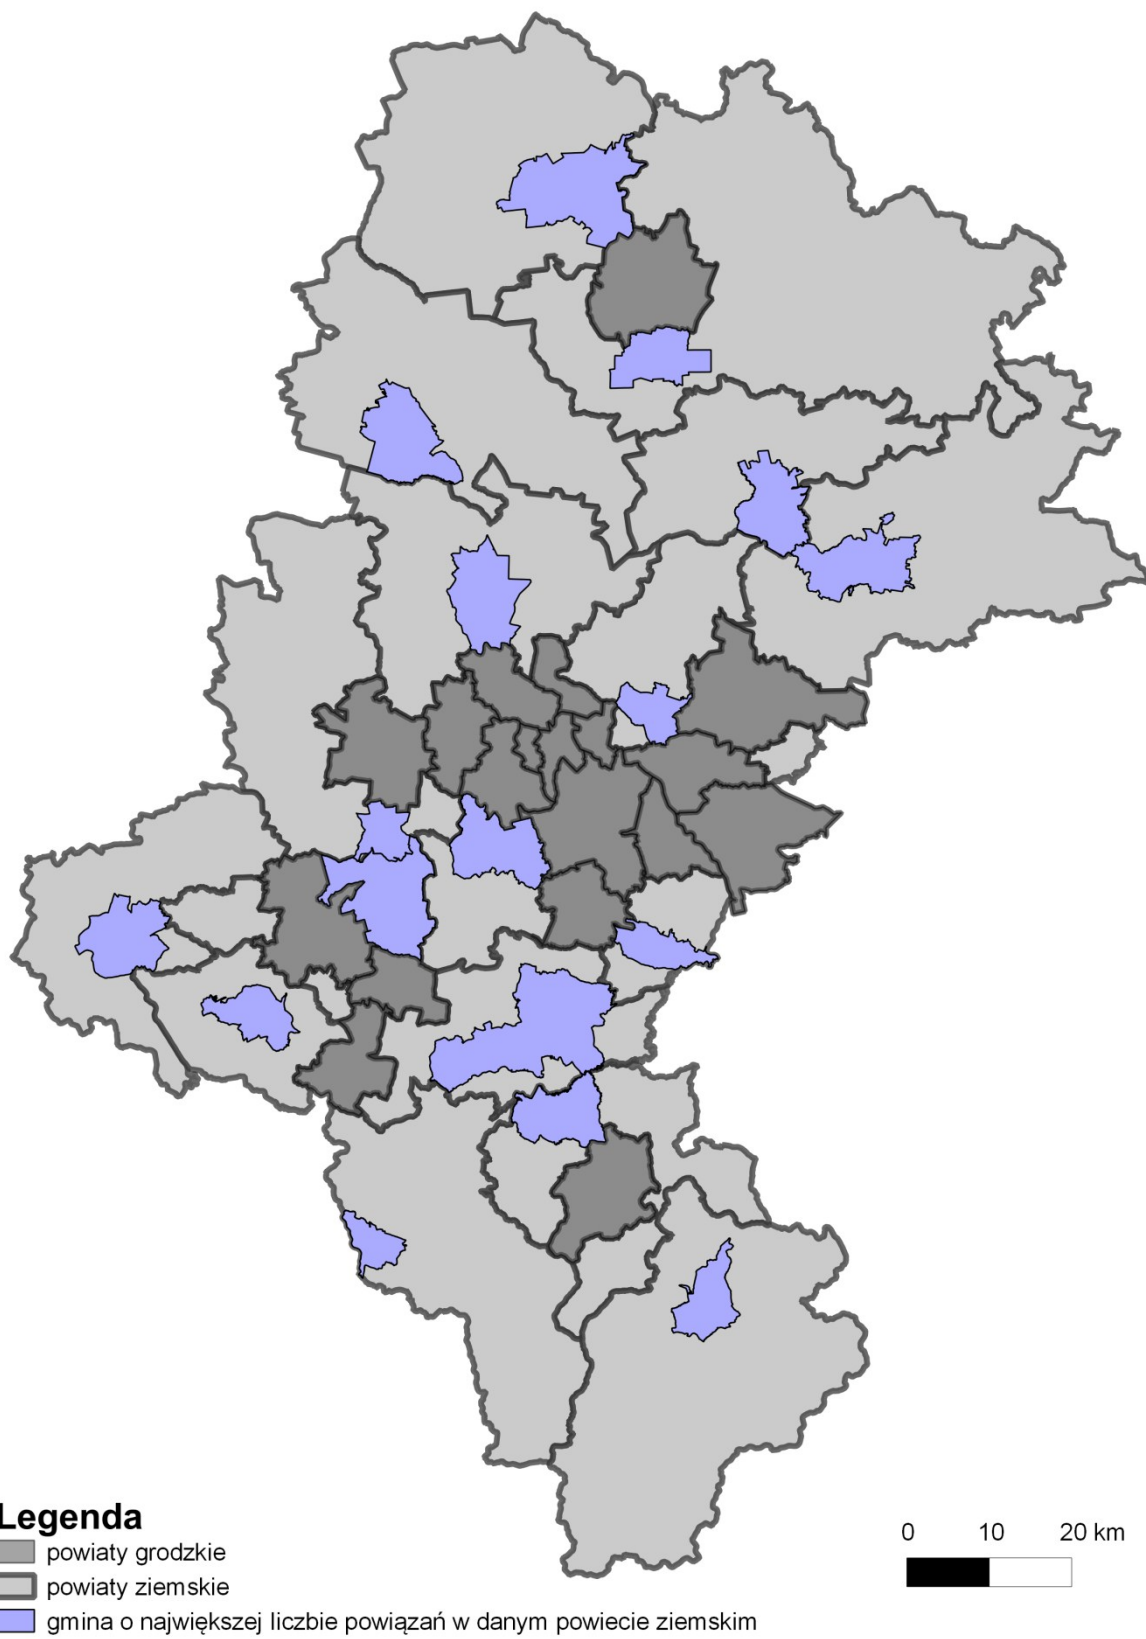 Legenda
powiaty grodzkie
powiaty ziemskie
gmina o największej liczbie powiązań w danym powiecie ziemskim
0 10 20 km